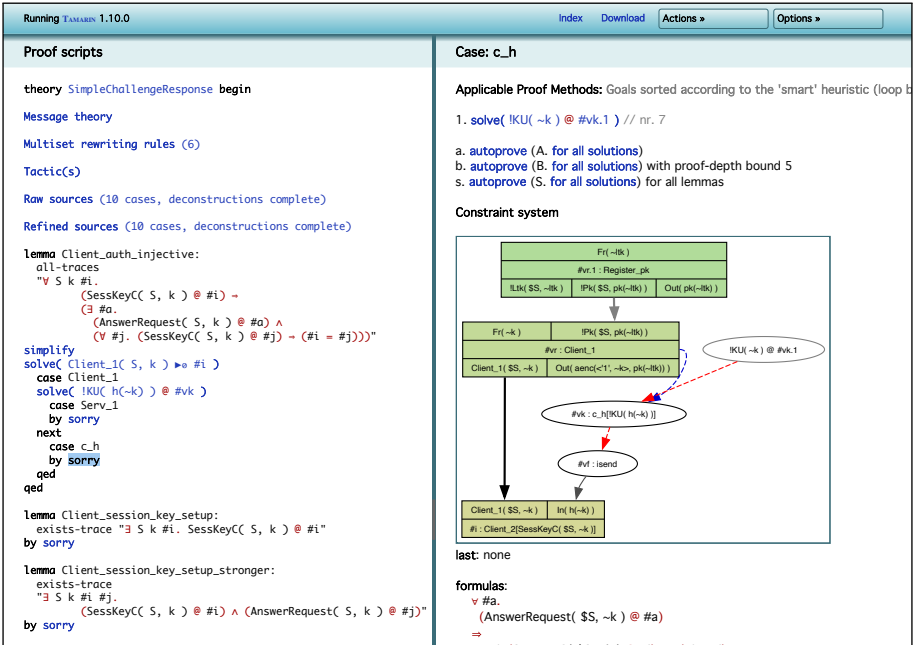 Running TAMARIN 1.10.0
Index Download Actions » Options »
Proof scripts
theory SimpleChallengeResponse begin
Message theory
Multiset rewriting rules (6)
Tactic(s)
Raw sources (10 cases, deconstructions complete)
Refined sources (10 cases, deconstructions complete)
lemma Client_auth_injective:
all-traces
"∀ S k #i.
(SessKeyC( S, k ) @ #i) ⇒
(∃ #a.
(AnswerRequest( S, k ) @ #a) ∧
(∀ #j. (SessKeyC( S, k ) @ #j) ⇒ (#i = #j)))"
simplify
solve( Client_1( S, k ) ▶₀ #i )
case Client_1
solve( !KU( h(~k) ) @ #vk )
case Serv_1
by sorry
next
case c_h
by sorry
qed
qed
lemma Client_session_key_setup:
exists-trace "∃ S k #i. SessKeyC( S, k ) @ #i"
by sorry
lemma Client_session_key_setup_stronger:
exists-trace
"∃ S k #i #j.
(SessKeyC( S, k ) @ #i) ∧ (AnswerRequest( S, k ) @ #j)"
by sorry
Case: c_h
Applicable Proof Methods: Goals sorted according to the 'smart' heuristic (loop b
1. solve( !KU( ~k ) @ #vk.1 ) // nr. 7
a. autoprove (A. for all solutions)
b. autoprove (B. for all solutions) with proof-depth bound 5
s. autoprove (S. for all solutions) for all lemmas
Constraint system
Fr( ~ltk )
#vr.1 : Register_pk
!Ltk( $S, ~ltk ) !Pk( $S, pk(~ltk) ) Out( pk(~ltk) )
Fr( ~k ) !Pk( $S, pk(~ltk) )
#vr : Client_1
Client_1( $S, ~k ) Out( aenc(<'1', ~k>, pk(~ltk)) )
!KU( ~k ) @ #vk.1
#vk : c_h[!KU( h(~k) )]
#vf : isend
Client_1( $S, ~k ) In( h(~k) )
#i : Client_2[SessKeyC( $S, ~k )]
last: none
formulas:
∀ #a.
(AnswerRequest( $S, ~k ) @ #a)
⇒